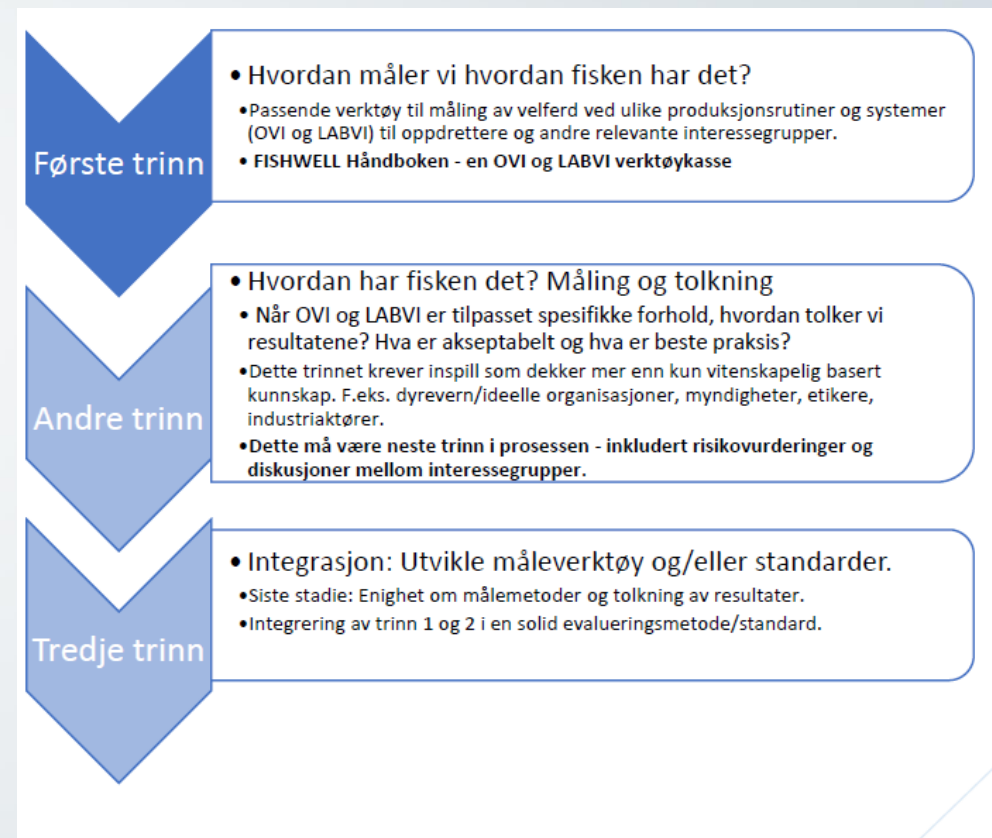 Første trinn
• Hvordan måler vi hvordan fisken har det?
•Passende verktøy til måling av velferd ved ulike produksjonsrutiner og systemer
(OVI og LABVI) til oppdrettere og andre relevante interessegrupper.
• FISHWELL Håndboken - en OVI og LABVI verktøykasse
Andre trinn
• Hvordan har fisken det? Måling og tolkning
• Når OVI og LABVI er tilpasset spesifikke forhold, hvordan tolker vi
resultatene? Hva er akseptabelt og hva er beste praksis?
•Dette trinnet krever inspill som dekker mer enn kun vitenskapelig basert
kunnskap. F.eks. dyrevern/ideelle organisasjoner, myndigheter, etikere,
industriaktører.
•Dette må være neste trinn i prosessen - inkludert risikovurderinger og
diskusjoner mellom interessegrupper.
Tredje trinn
• Integrasjon: Utvikle måleverktøy og/eller standarder.
•Siste stadie: Enighet om målemetoder og tolkning av resultater.
•Integrering av trinn 1 og 2 i en solid evalueringsmetode/standard.